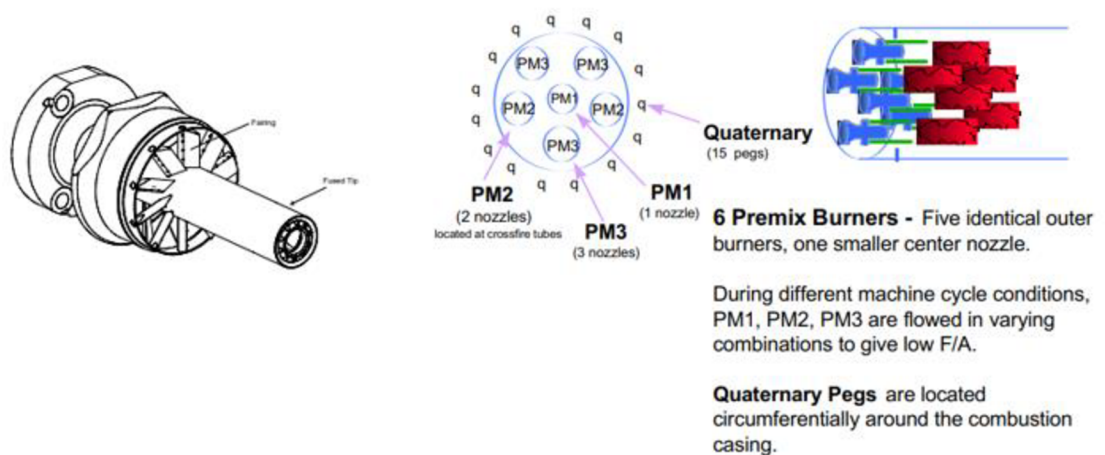 q q
q q
q
PM3 PM3
q
q
PM2 PM1 PM2
q
q
q
PM3
q
q q
q q
Fairing
Fused Tip
Quaternary
(15 pegs)
PM2
(2 nozzles)
located at crossfire tubes
PM3
(3 nozzles)
PM1
(1 nozzle)
6 Premix Burners - Five identical outer
burners, one smaller center nozzle.
During different machine cycle conditions,
PM1, PM2, PM3 are flowed in varying
combinations to give low F/A.
Quaternary Pegs are located
circumferentially around the combustion
casing.